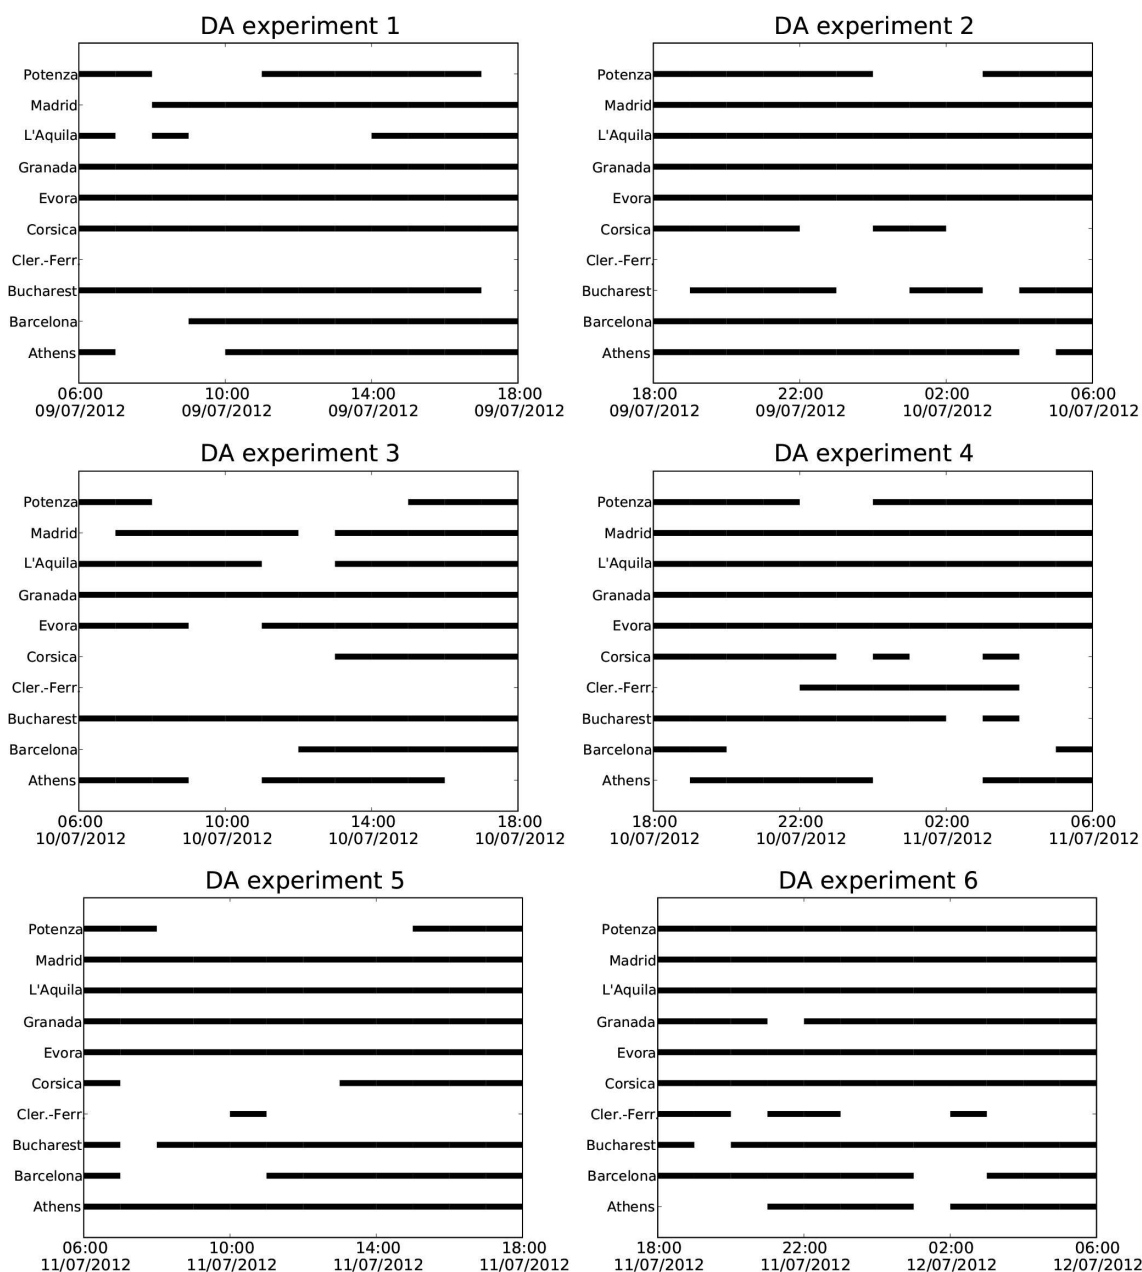 DA experiment 1
Potenza
Madrid
L'Aquila
Granada
Evora
Corsica
Cler.-Ferr.
Bucharest
Barcelona
Athens
06:00 10:00 14:00 18:00
09/07/2012 09/07/2012 09/07/2012 09/07/2012
DA experiment 2
Potenza
Madrid
L'Aquila
Granada
Evora
Corsica
Cler.-Ferr.
Bucharest
Barcelona
Athens
18:00 22:00 02:00 06:00
09/07/2012 09/07/2012 10/07/2012 10/07/2012
DA experiment 3
Potenza
Madrid
L'Aquila
Granada
Evora
Corsica
Cler.-Ferr.
Bucharest
Barcelona
Athens
06:00 10:00 14:00 18:00
10/07/2012 10/07/2012 10/07/2012 10/07/2012
DA experiment 4
Potenza
Madrid
L'Aquila
Granada
Evora
Corsica
Cler.-Ferr.
Bucharest
Barcelona
Athens
18:00 22:00 02:00 06:00
10/07/2012 10/07/2012 11/07/2012 11/07/2012
DA experiment 5
Potenza
Madrid
L'Aquila
Granada
Evora
Corsica
Cler.-Ferr.
Bucharest
Barcelona
Athens
06:00 10:00 14:00 18:00
11/07/2012 11/07/2012 11/07/2012 11/07/2012
DA experiment 6
Potenza
Madrid
L'Aquila
Granada
Evora
Corsica
Cler.-Ferr.
Bucharest
Barcelona
Athens
18:00 22:00 02:00 06:00
11/07/2012 11/07/2012 12/07/2012 12/07/2012